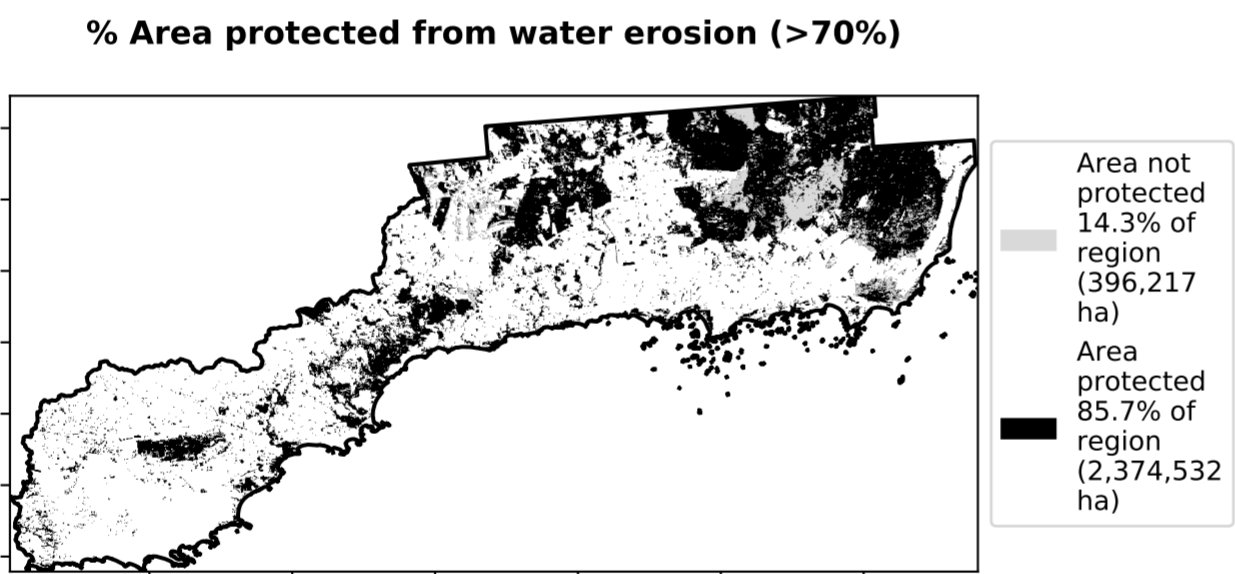 % Area protected from water erosion (>70%)
Area not
protected
14.3% of
region
(396,217
ha)
Area
protected
85.7% of
region
(2,374,532
ha)